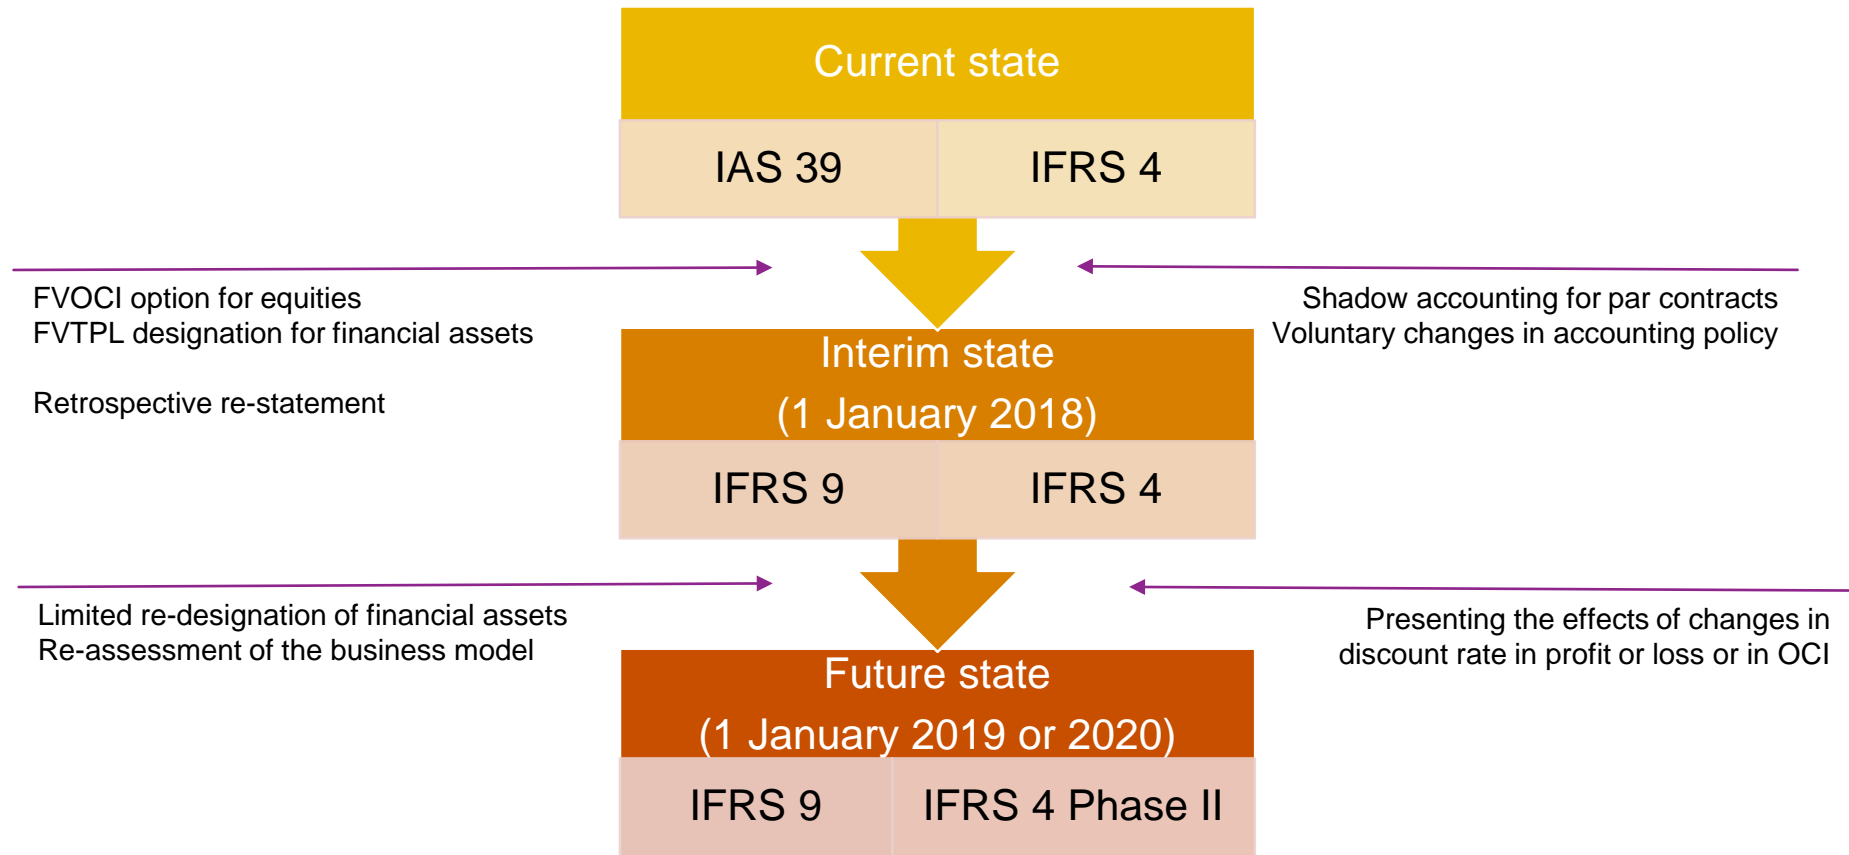 Current state
IAS 39
IFRS 4
FVOCI option for equities
FVTPL designation for financial assets
Retrospective re-statement
Shadow accounting for par contracts
Voluntary changes in accounting policy
Interim state
(1 January 2018)
IFRS 9
IFRS 4
Limited re-designation of financial assets
Re-assessment of the business model
Presenting the effects of changes in
discount rate in profit or loss or in OCI
Future state
(1 January 2019 or 2020)
IFRS 9
IFRS 4 Phase II